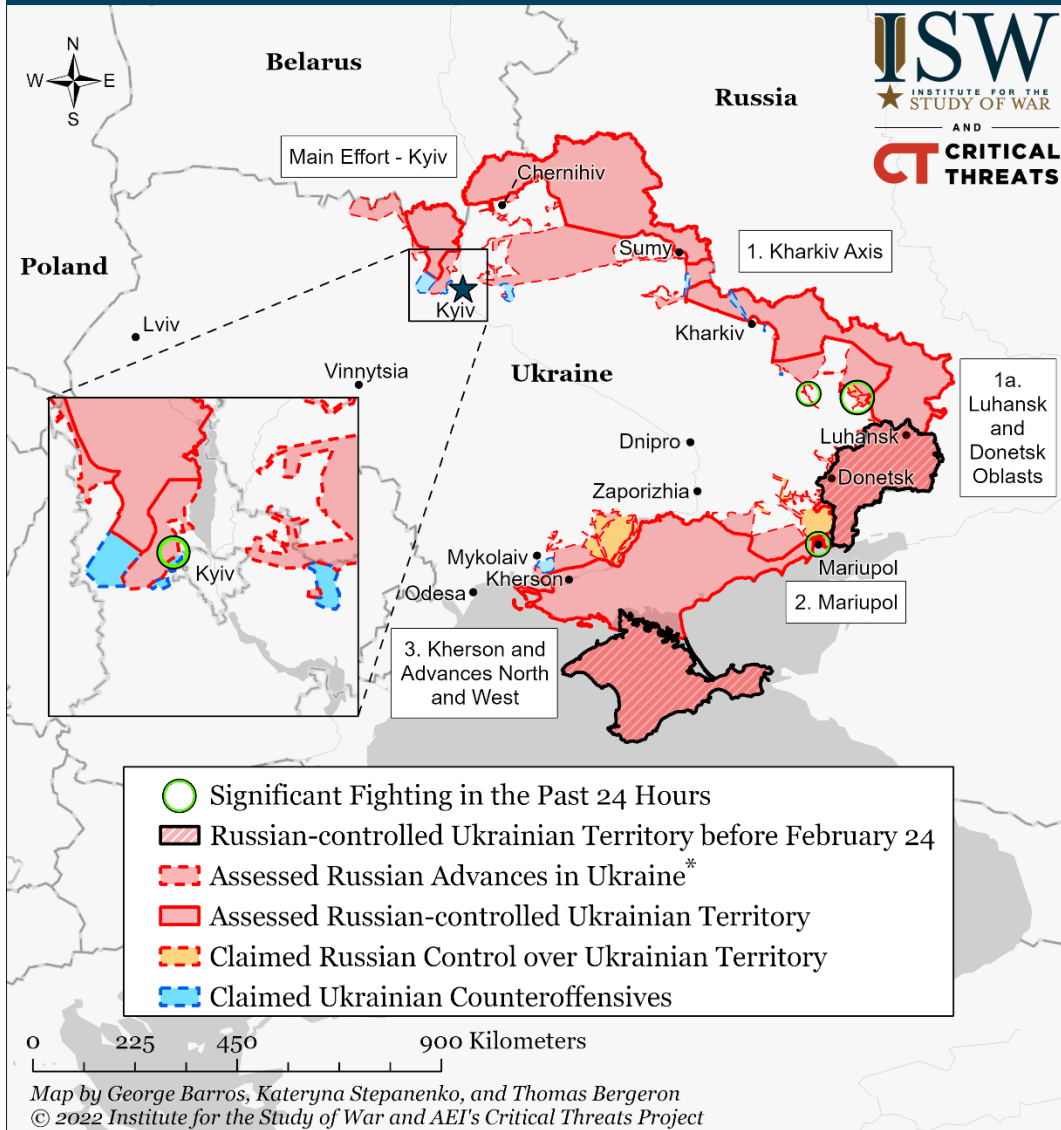 N
W E
S
Belarus
Russia
ISW
INSTITUTE FOR THE
STUDY OF WAR
AND
CT CRITICAL
THREATS
Main Effort - Kyiv
Chernihiv
Poland
Sumy
1. Kharkiv Axis
Kyiv
Lviv
Kharkiv
Vinnytsia
Ukraine
1a.
Luhansk
and
Donetsk
Oblasts
Dnipro
Luhansk
Donetsk
Zaporizhia
Kyiv
Mykolaiv
Kherson
Odesa
Mariupol
2. Mariupol
3. Kherson and
Advances North
and West
Significant Fighting in the Past 24 Hours
Russian-controlled Ukrainian Territory before February 24
Assessed Russian Advances in Ukraine*
Assessed Russian-controlled Ukrainian Territory
Claimed Russian Control over Ukrainian Territory
Claimed Ukrainian Counteroffensives
0 225 450 900 Kilometers
Map by George Barros, Kateryna Stepanenko, and Thomas Bergeron
© 2022 Institute for the Study of War and AEI's Critical Threats Project